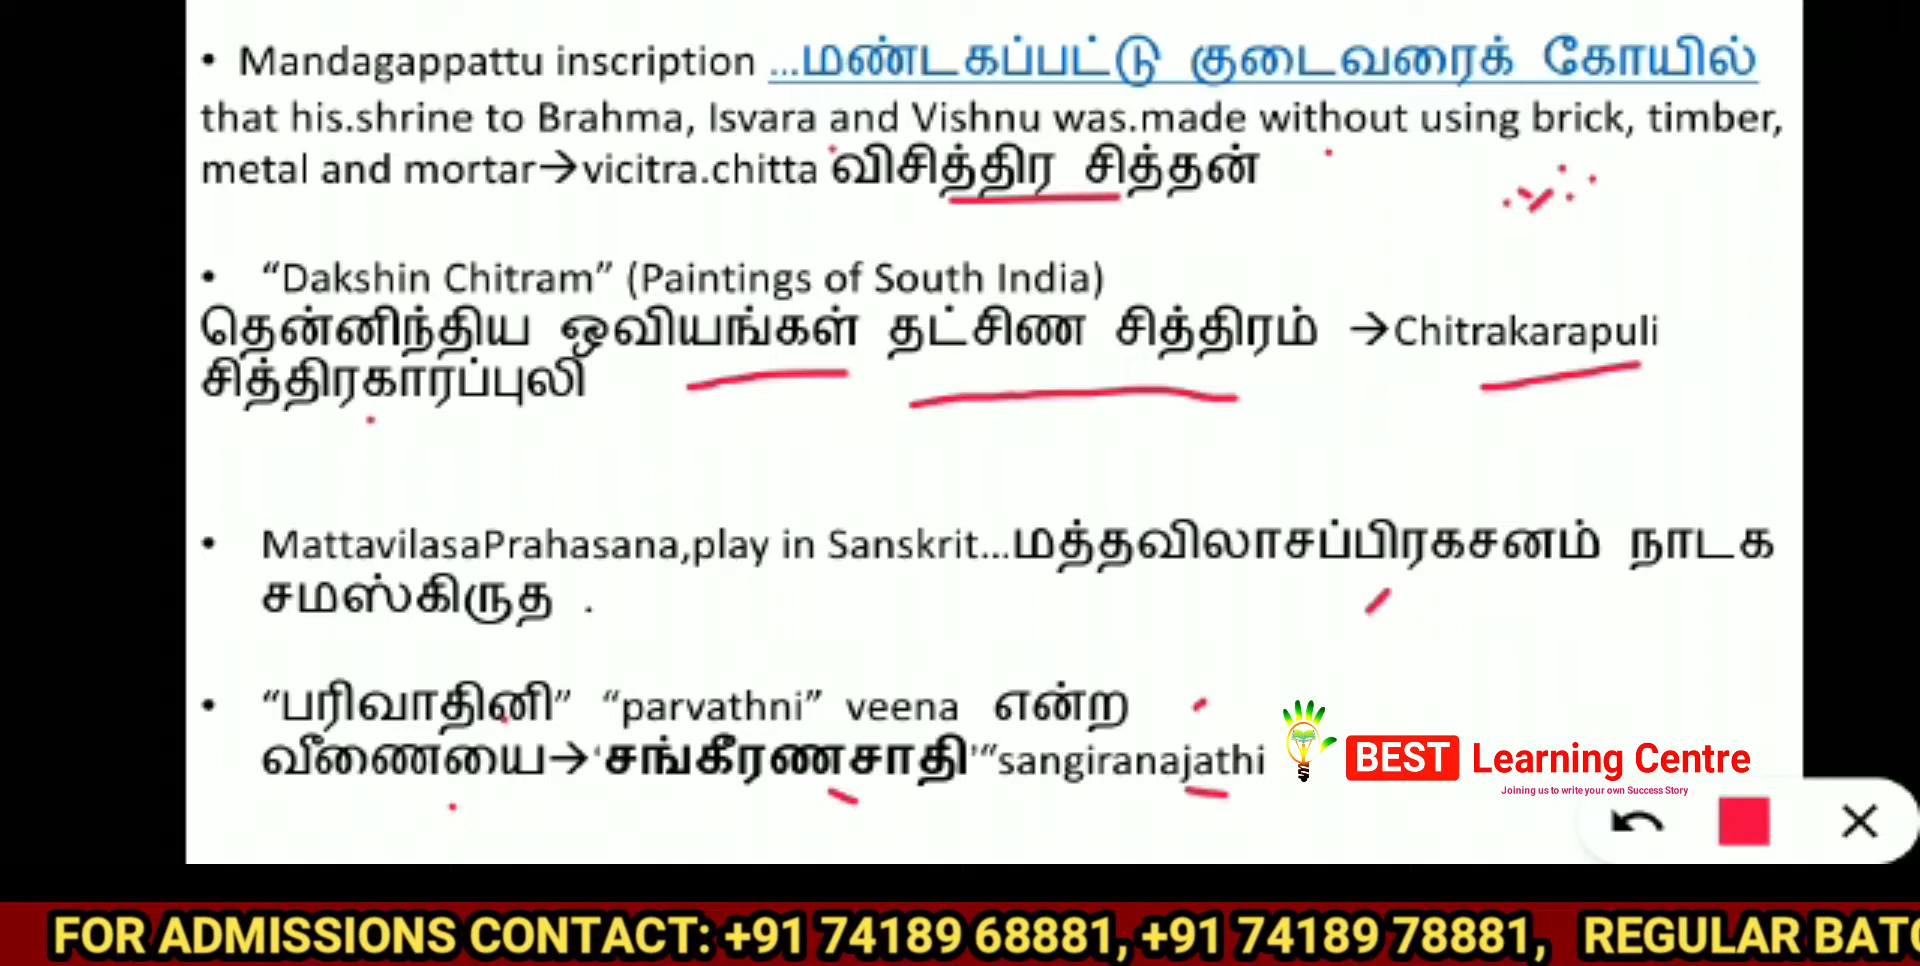 • Mandagappattu inscription ...மண்டகப்பட்டு குடைவரைக் கோயில்
that his.shrine to Brahma, Isvara and Vishnu was.made without using brick, timber,
metal and mortar→vicitra.chitta விசித்திர சித்தன்
• “Dakshin Chitram” (Paintings of South India)
தென்னிந்திய ஒவியங்கள் தட்சிண சித்திரம் →Chitrakarapuli
சித்திரகாரப்புலி
• MattavilasaPrahasana,play in Sanskrit...மத்தவிலாசப்பிரகசனம் நாடக
சமஸ்கிருத .
• “பரிவாதினி” “parvathni” veena என்ற
வீணையை→‘சங்கீரணசாதி’“sangiranajathi
BEST Learning Centre
Joining us to write your own Success Story
FOR ADMISSIONS CONTACT: +91 74189 68881, +91 74189 78881, REGULAR BATC